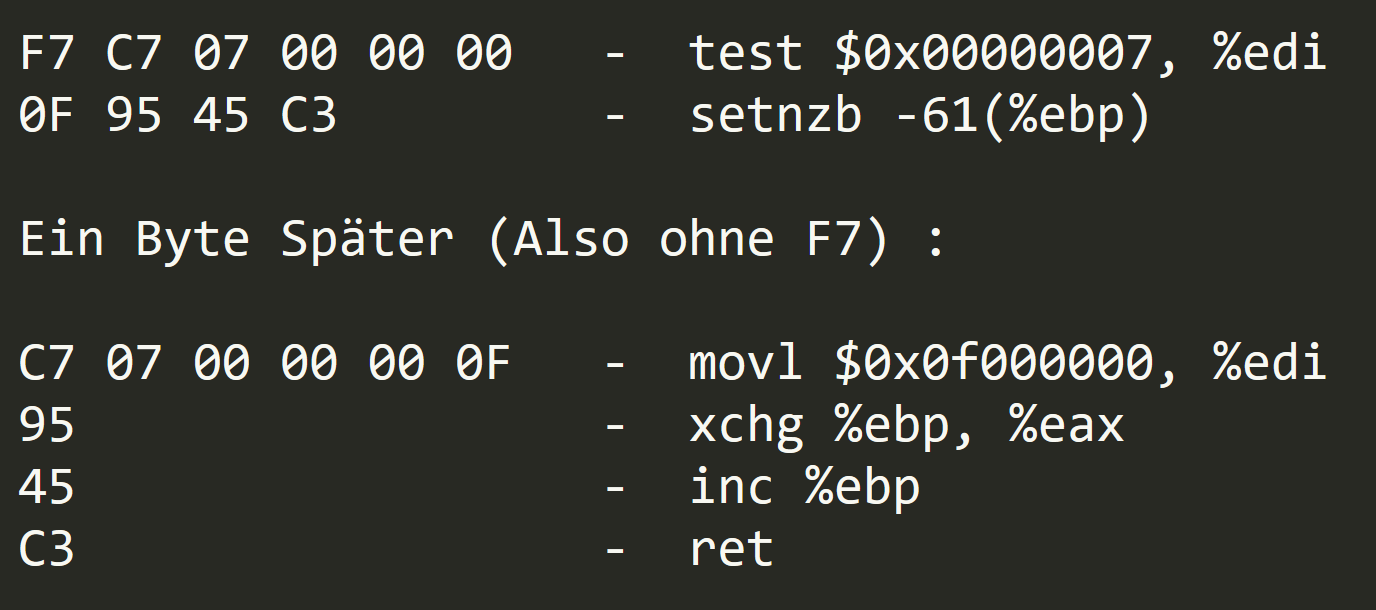 F7 C7 07 00 00 00 - test $0x00000007, %edi
0F 95 45 C3 - setnzb -61(%ebp)
Ein Byte Später (Also ohne F7) :
C7 07 00 00 00 0F - movl $0x0f000000, %edi
95 - xchg %ebp, %eax
45 - inc %ebp
C3 - ret